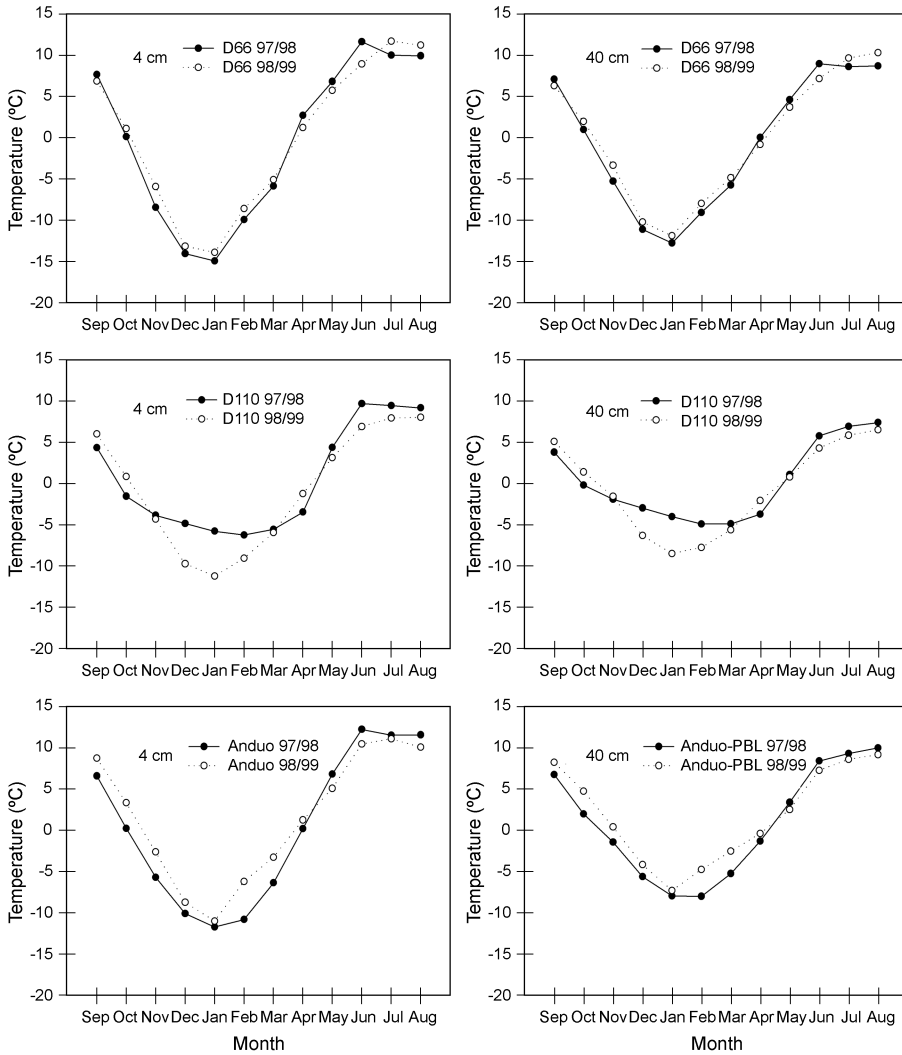 15
10
5
0
-5
-10
-15
-20
Temperature (ºC)
4 cm
D66 97/98
D66 98/99
Sep Oct Nov Dec Jan Feb Mar Apr May Jun Jul Aug
15
10
5
0
-5
-10
-15
-20
Temperature (ºC)
40 cm
D66 97/98
D66 98/99
Sep Oct Nov Dec Jan Feb Mar Apr May Jun Jul Aug
15
10
5
0
-5
-10
-15
-20
Temperature (ºC)
4 cm
D110 97/98
D110 98/99
Sep Oct Nov Dec Jan Feb Mar Apr May Jun Jul Aug
15
10
5
0
-5
-10
-15
-20
Temperature (ºC)
40 cm
D110 97/98
D110 98/99
Sep Oct Nov Dec Jan Feb Mar Apr May Jun Jul Aug
15
10
5
0
-5
-10
-15
-20
Temperature (ºC)
4 cm
Anduo 97/98
Anduo 98/99
Sep Oct Nov Dec Jan Feb Mar Apr May Jun Jul Aug
Month
15
10
5
0
-5
-10
-15
-20
Temperature (ºC)
40 cm
Anduo-PBL 97/98
Anduo-PBL 98/99
Sep Oct Nov Dec Jan Feb Mar Apr May Jun Jul Aug
Month